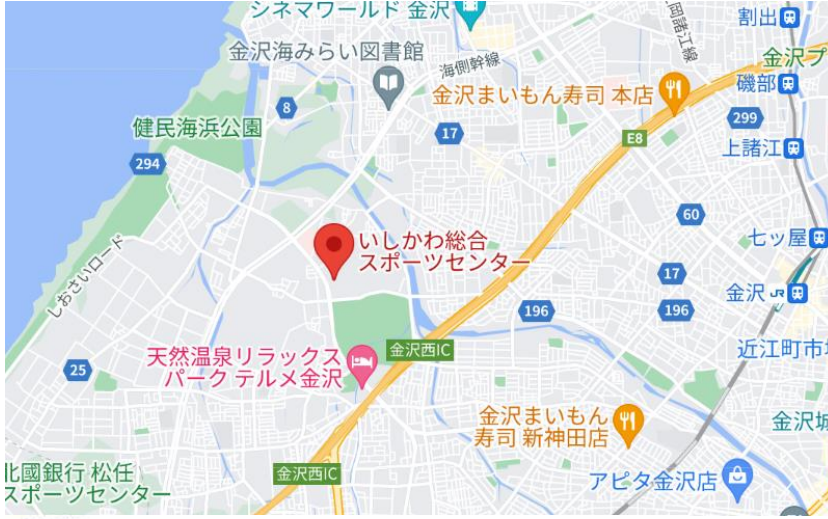 シネマワールド 金沢
岡諸江線
割出
金沢海みらい図書館
海側幹線
金沢プ
金沢まいもん寿司 本店
磯部
8
健民海浜公園
17
299
E8
上諸江
294
60
いしかわ総合
スポーツセンター
七ッ屋
しおさいロード
17
金沢 JR
196
196
金沢西IC
天然温泉リラックス
パーク テルメ金沢
近江町市場
25
金沢まいもん
寿司 新神田店
金沢城
北國銀行 松任
スポーツセンター
金沢西IC
アピタ金沢店